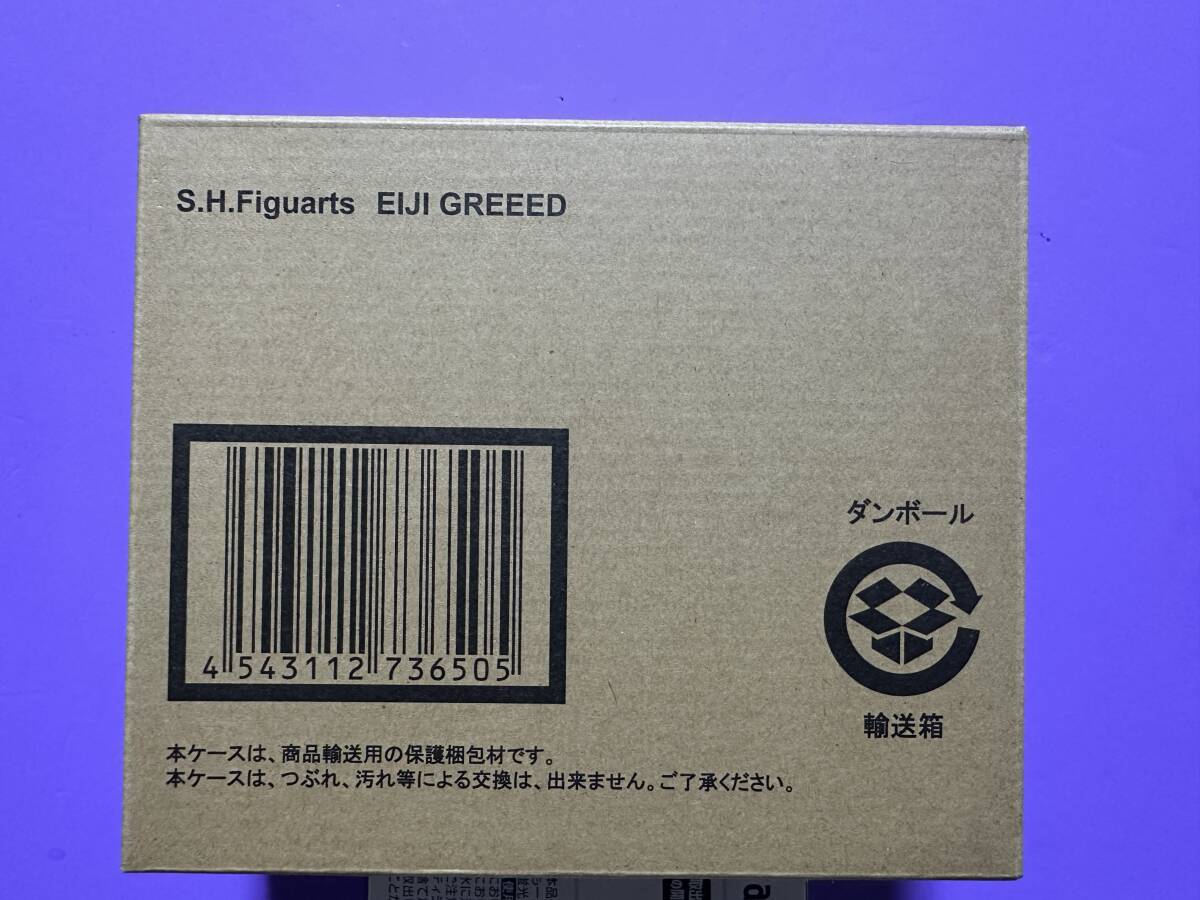 S.H.Figuarts EIJI GREEED
ダンボール
4 543112 736505
輸送箱
本ケースは、商品輸送用の保護梱包材です。
本ケースは、つぶれ、汚れ等による交換は、出来ません。ご了承ください。
a